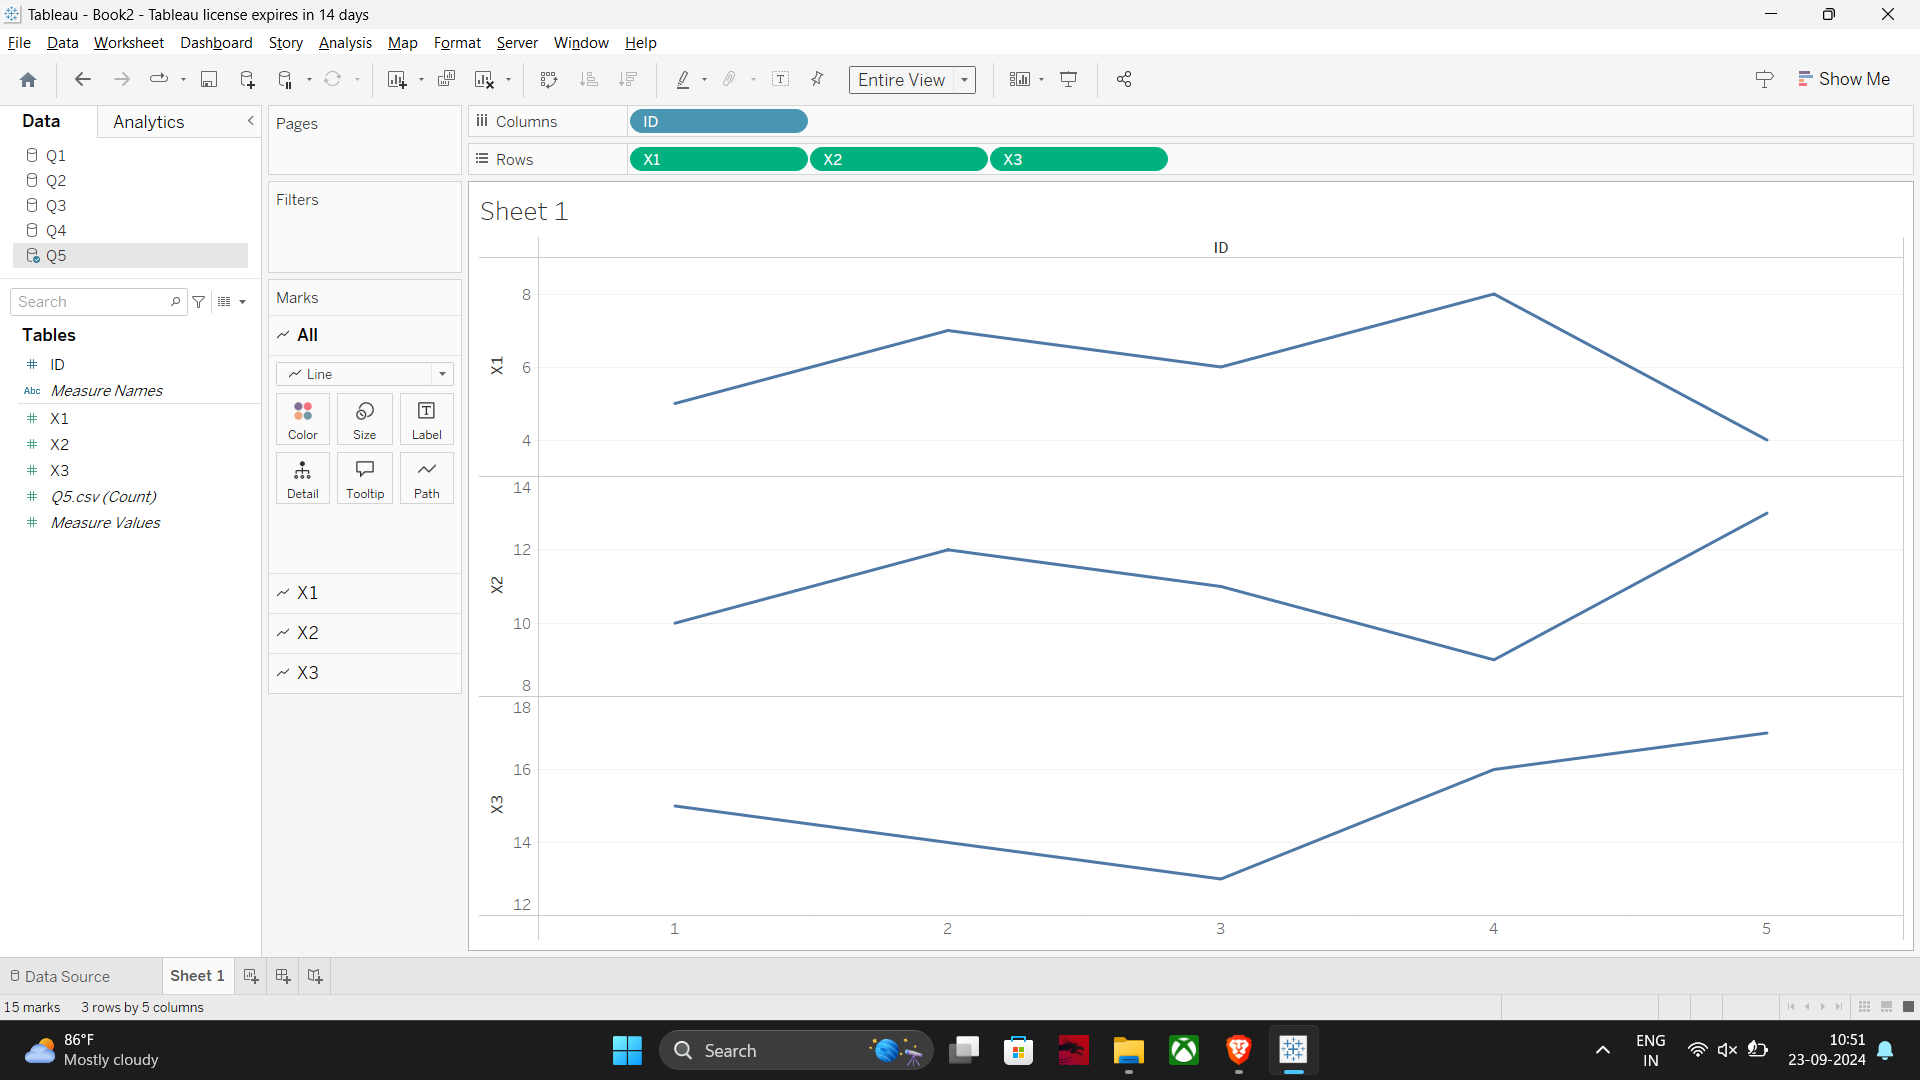 Tableau - Book2 - Tableau license expires in 14 days
File Data Worksheet Dashboard Story Analysis Map Format Server Window Help
Entire View
Show Me
Data Analytics
Q1
Q2
Q3
Q4
Q5
Search
Tables
ID
Abc Measure Names
X1
X2
X3
Q5.csv (Count)
Measure Values
Pages
Filters
Marks
All
Line
Color Size Label
Detail Tooltip Path
X1
X2
X3
Columns ID
Rows X1 X2 X3
Sheet 1
ID
X1
8
6
4
X2
14
12
10
8
X3
18
16
14
12
1 2 3 4 5
Data Source Sheet 1
15 marks 3 rows by 5 columns
86°F
Mostly cloudy
Search
ENG
IN
10:51
23-09-2024